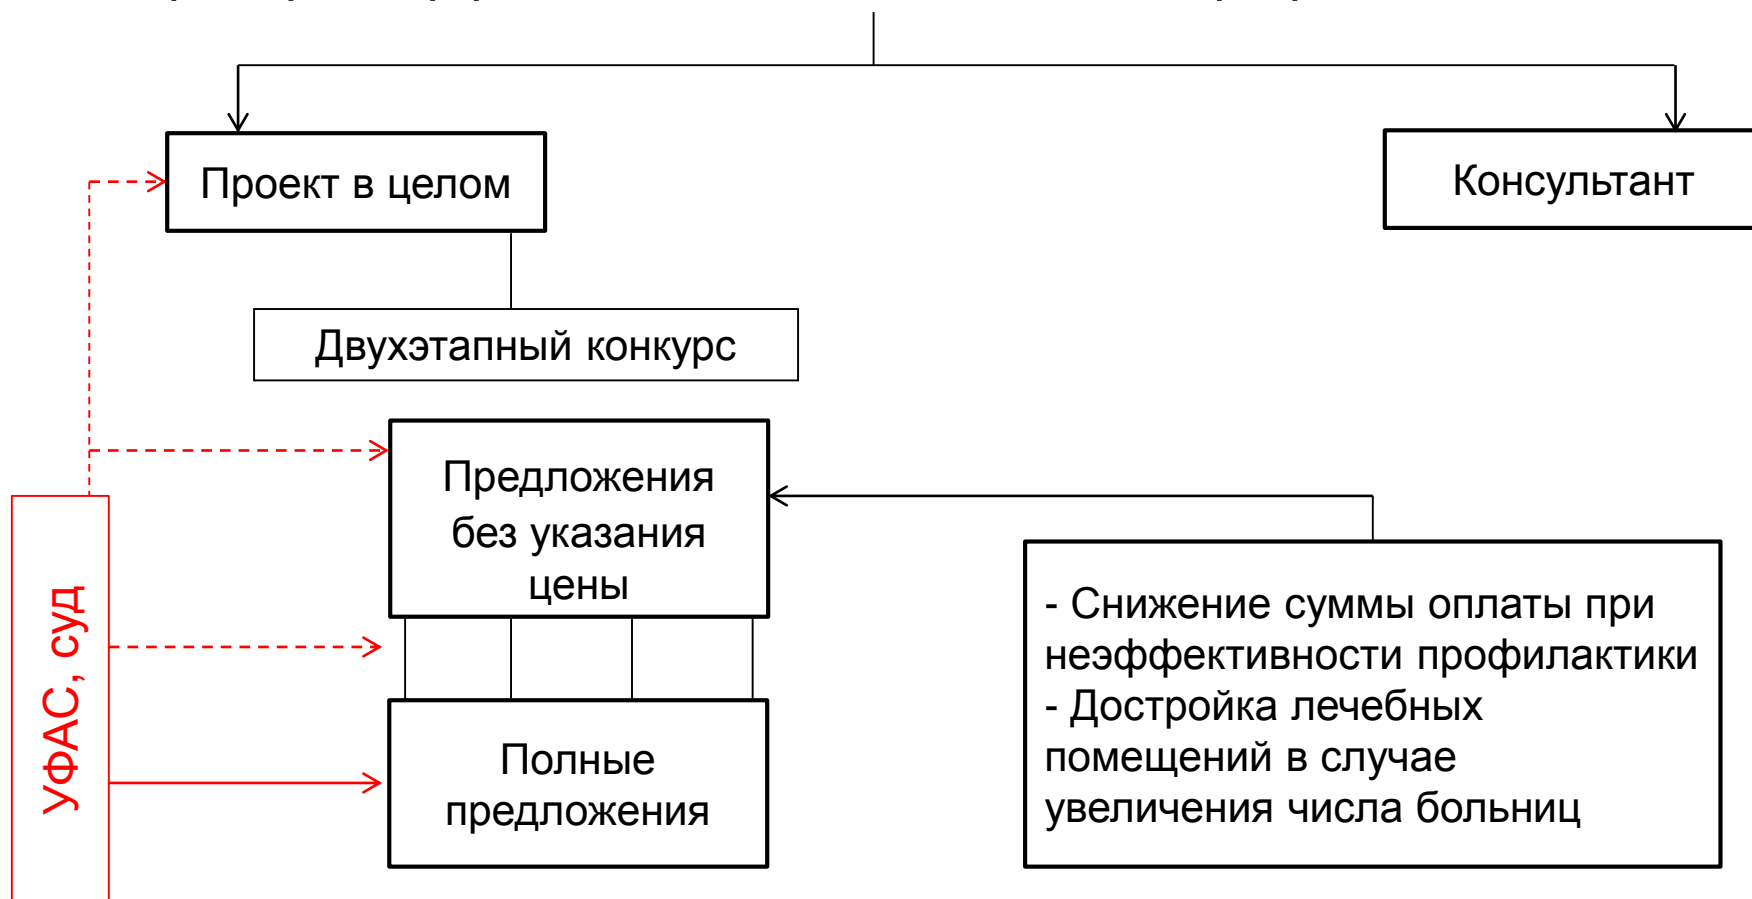 Проект в целом
Консультант
Двухэтапный конкурс
Предложения
без указания
цены
УФАС, суд
- Снижение суммы оплаты при
неэффективности профилактики
- Достройка лечебных
помещений в случае
увеличения числа больниц
Полные
предложения